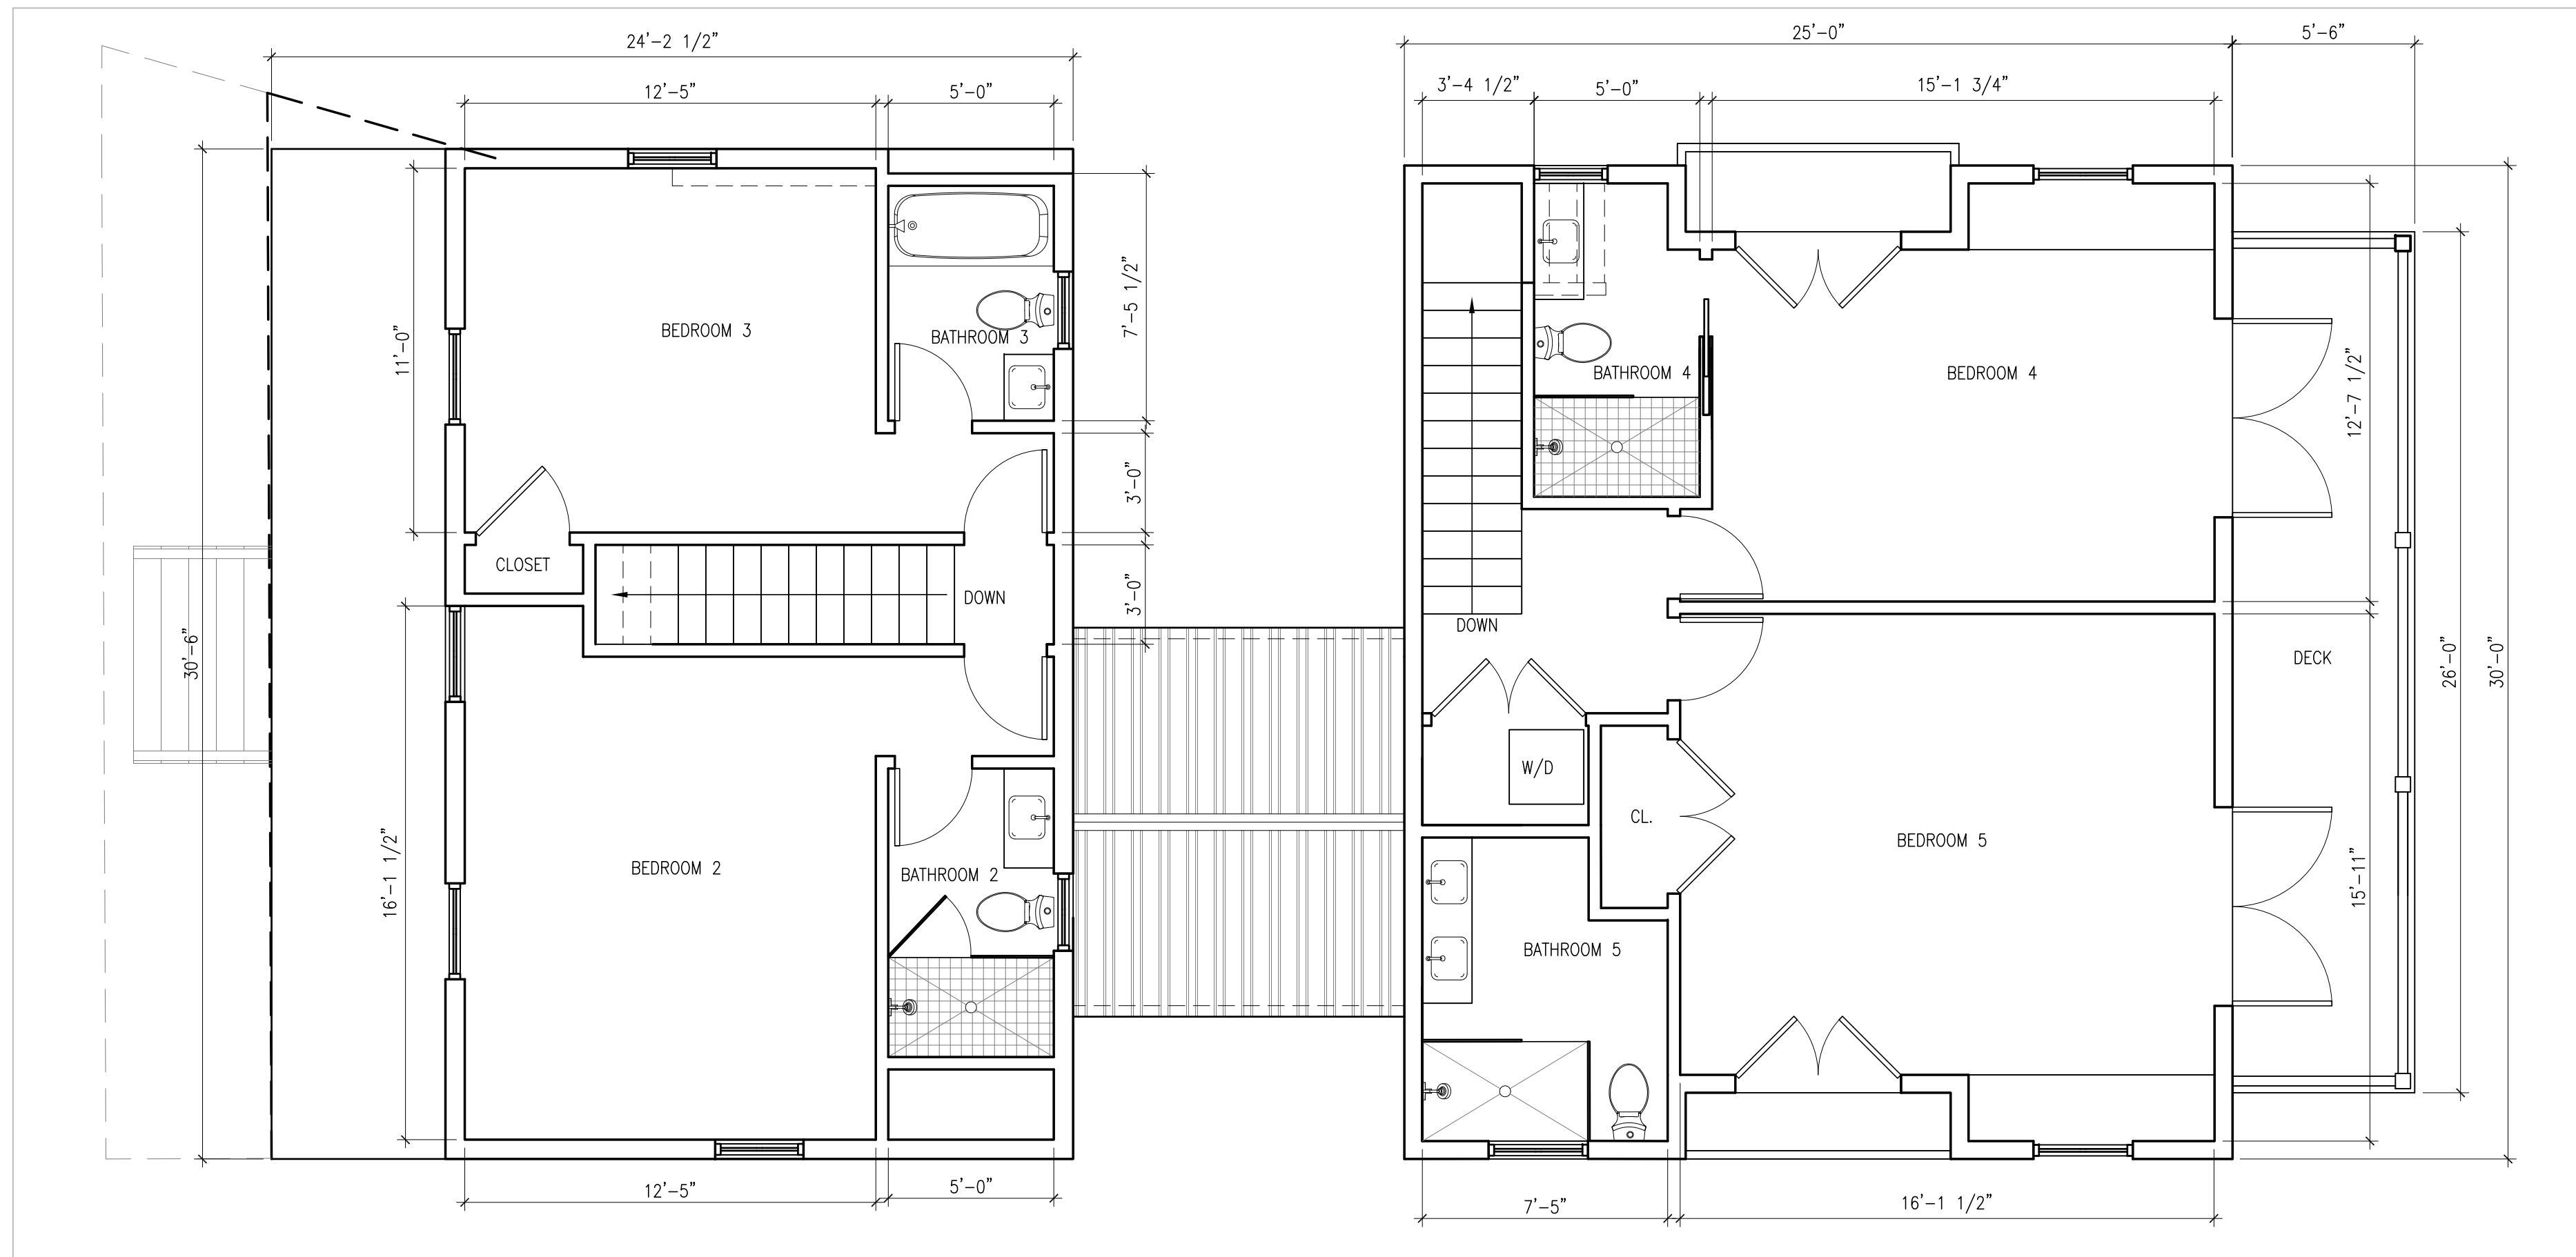 24'-2 1/2"
25'-0"
5'-6"
12'-5"
5'-0"
3'-4 1/2"
5'-0"
15'-1 3/4"
11'-0"
BEDROOM 3
BATHROOM 3
7'-5 1/2"
BATHROOM 4
BEDROOM 4
12'-7 1/2"
3'-0"
CLOSET
DOWN
3'-0"
DOWN
30'-6"
DECK
26'-0"
30'-0"
W/D
CL.
16'-1 1/2"
BEDROOM 2
BATHROOM 2
BEDROOM 5
15'-11"
BATHROOM 5
12'-5"
5'-0"
7'-5"
16'-1 1/2"